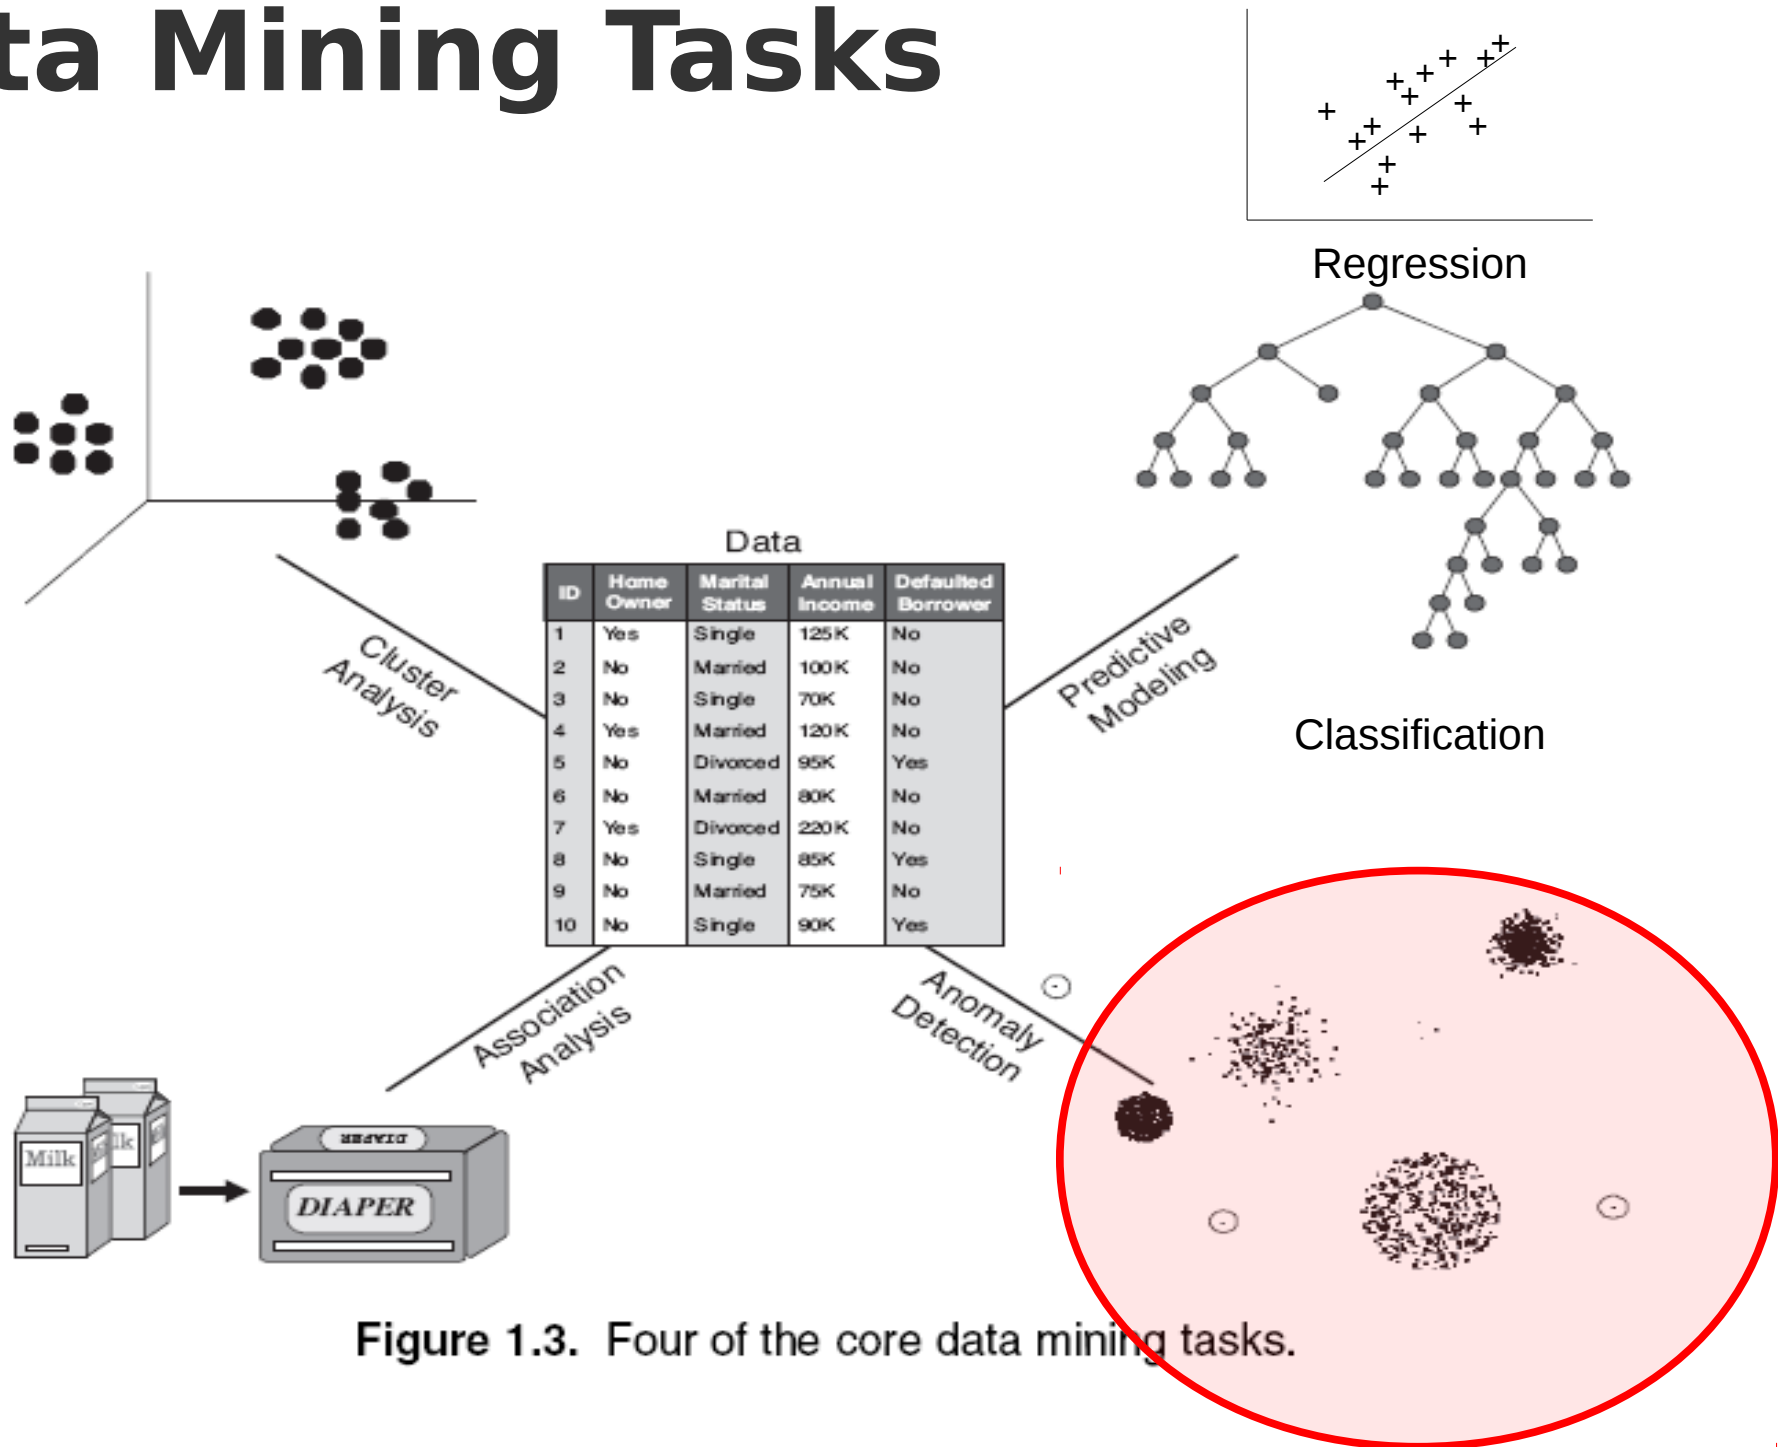 ta Mining Tasks
Regression
Data
ID Home Owner Marital Status Annual Income Defaulted Borrower
1 Yes Single 125K No
2 No Married 100K No
3 No Single 70K No
4 Yes Married 120K No
5 No Divorced 95K Yes
6 No Married 80K No
7 Yes Divorced 220K No
8 No Single 85K Yes
9 No Married 75K No
10 No Single 90K Yes
Cluster
Analysis
Predictive
Modeling
Classification
Association
Analysis
Anomaly
Detection
Milk
lk
DIAPER
DIAPER
Figure 1.3. Four of the core data mining tasks.